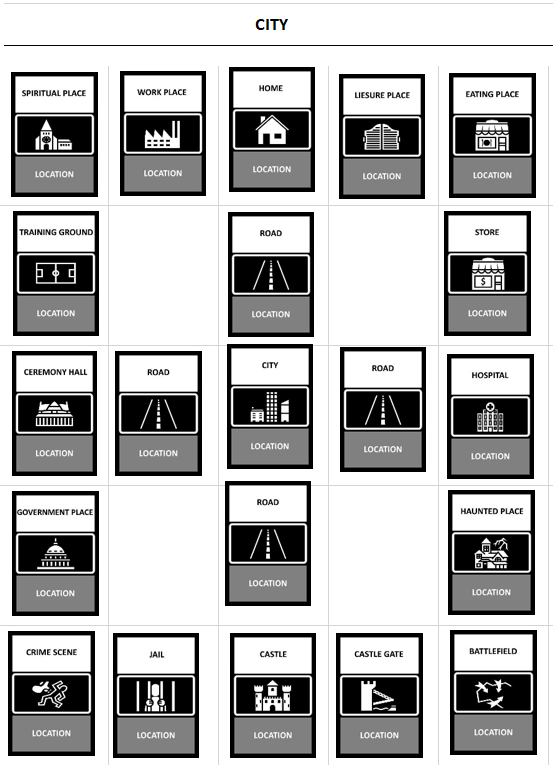 CITY
SPIRITUAL PLACE
LOCATION
WORK PLACE
LOCATION
HOME
LOCATION
LIESURE PLACE
LOCATION
EATING PLACE
LOCATION
TRAINING GROUND
LOCATION
ROAD
LOCATION
STORE
$
LOCATION
CEREMONY HALL
LOCATION
ROAD
LOCATION
CITY
LOCATION
ROAD
LOCATION
HOSPITAL
LOCATION
GOVERNMENT PLACE
LOCATION
ROAD
LOCATION
HAUNTED PLACE
LOCATION
CRIME SCENE
LOCATION
JAIL
LOCATION
CASTLE
LOCATION
CASTLE GATE
LOCATION
BATTLEFIELD
LOCATION